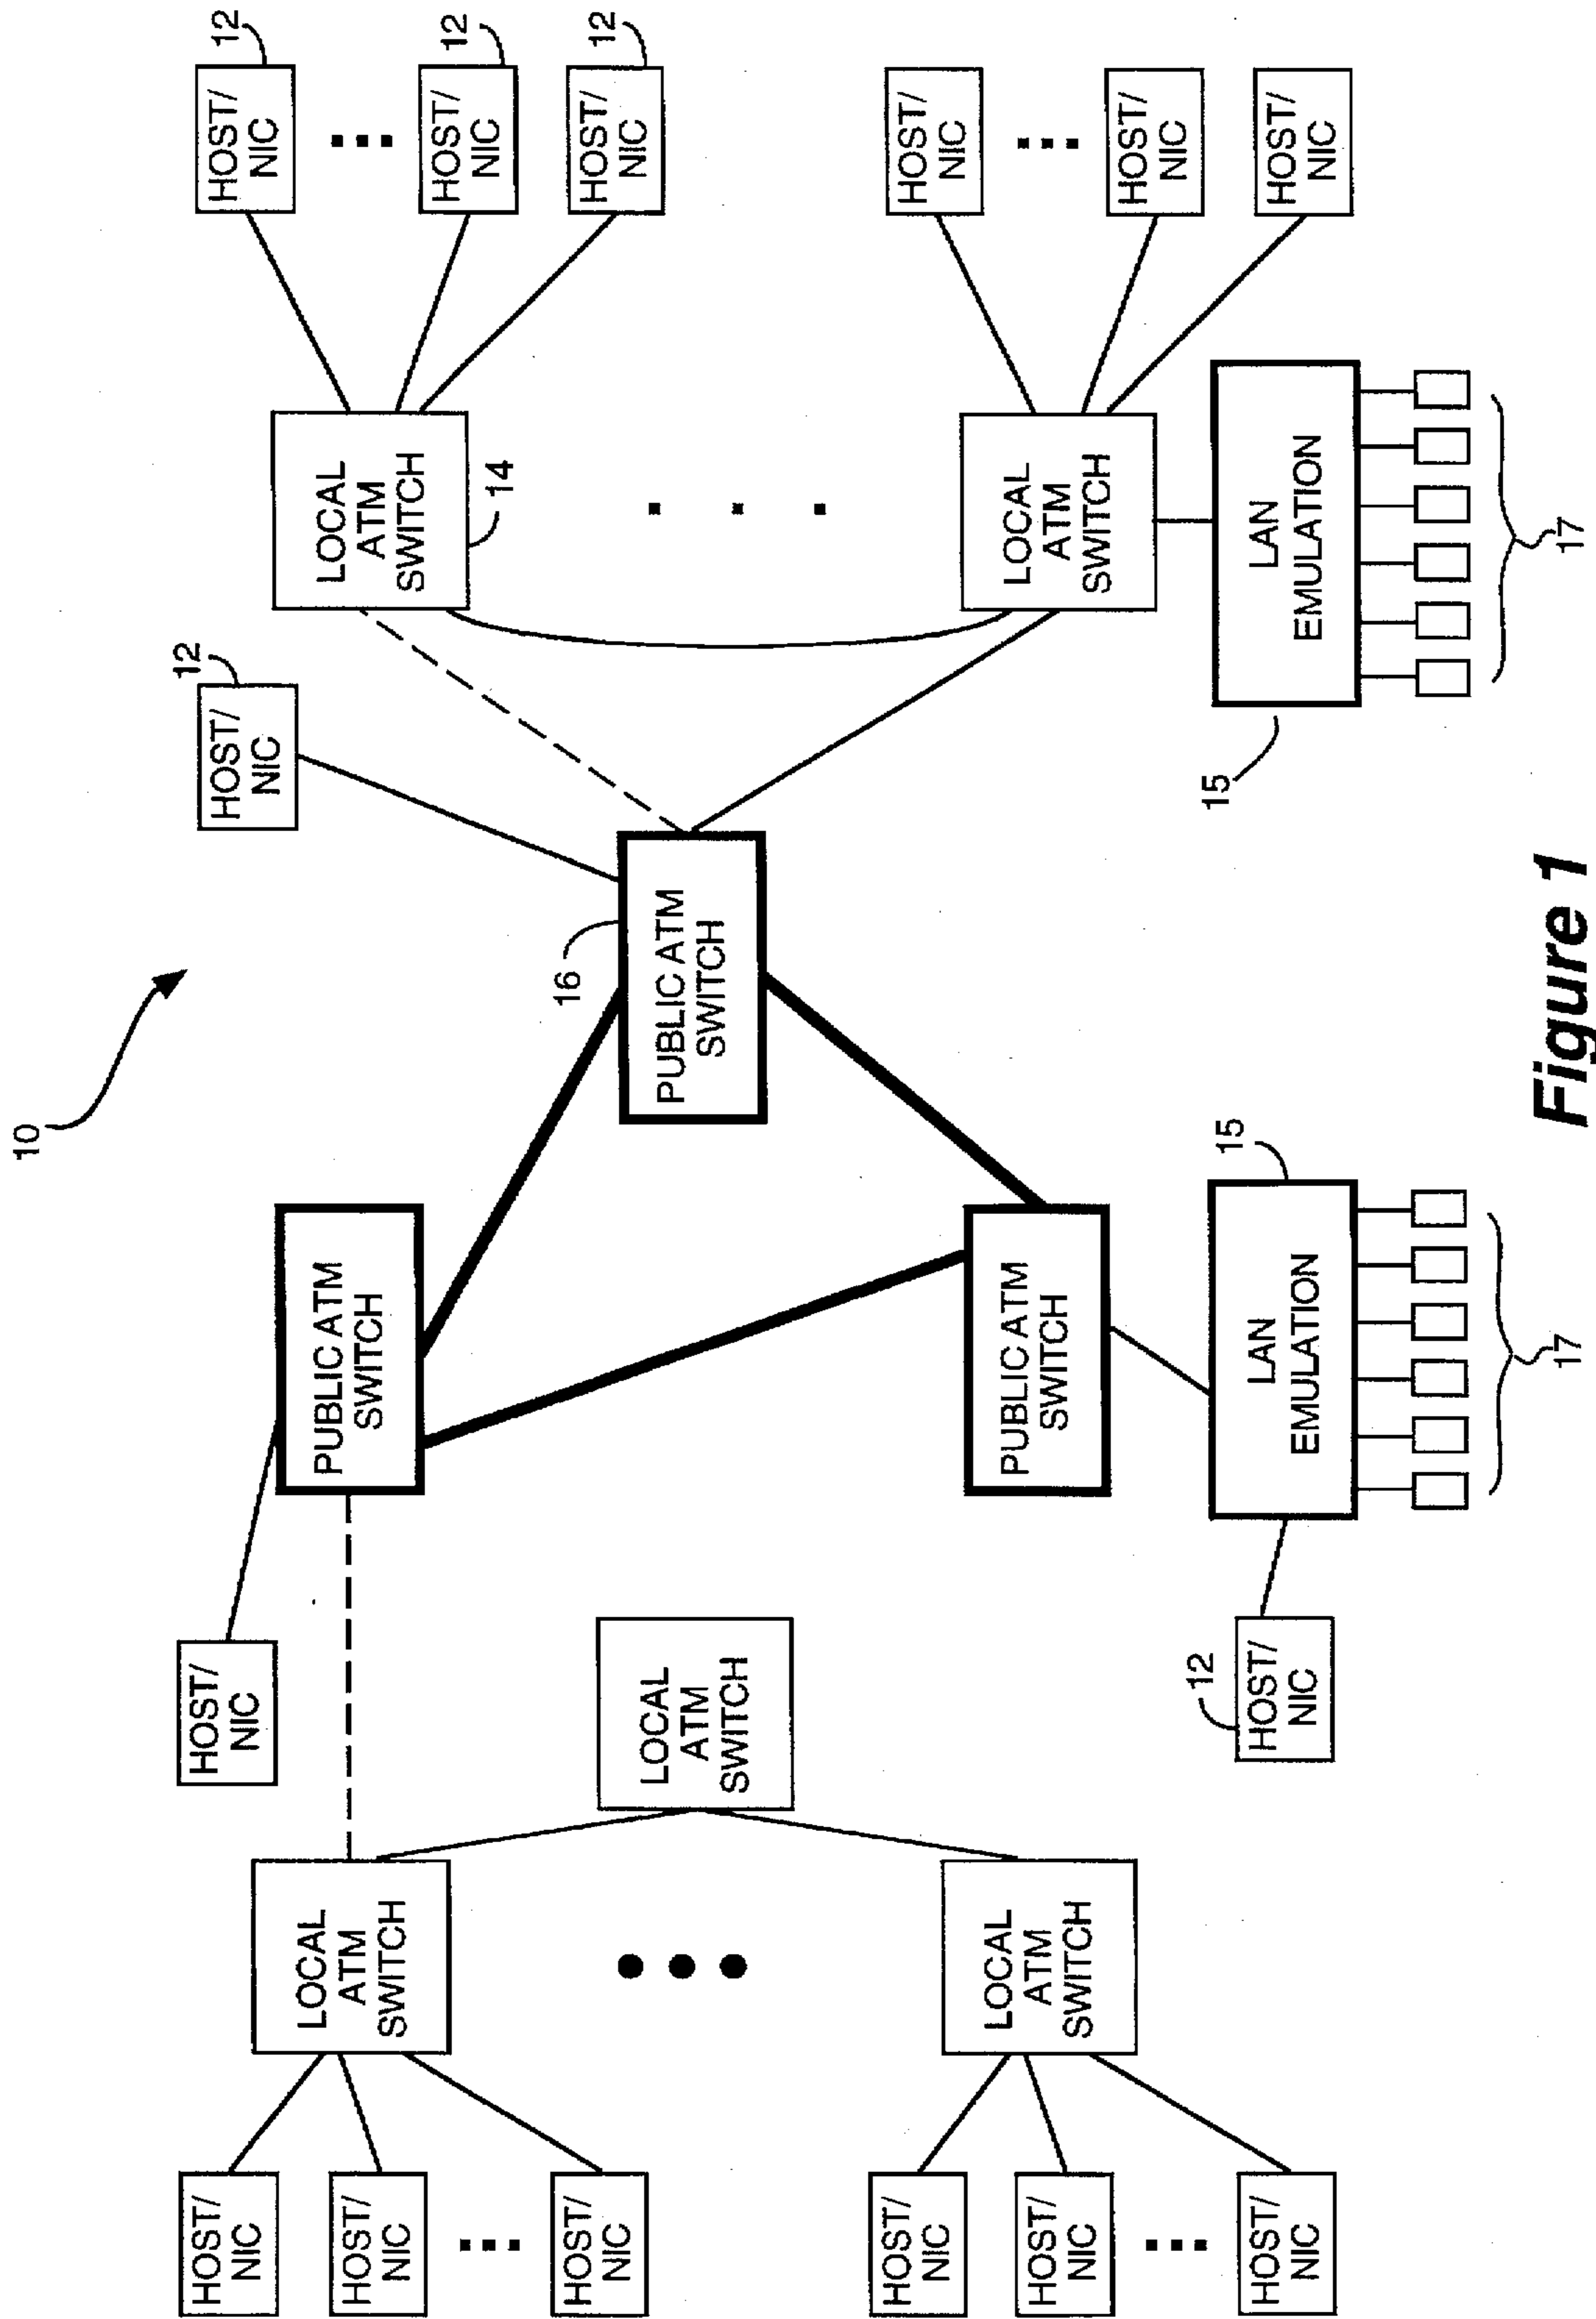 10
HOST/
NIC
HOST/
NIC
12
HOST/
NIC
12
HOST/
NIC
LOCAL
ATM
SWITCH
PUBLIC ATM
SWITCH
LOCAL
ATM
SWITCH
14
HOST/
NIC
12
HOST/
NIC
HOST/
NIC
12
HOST/
NIC
LOCAL
ATM
SWITCH
16
PUBLIC ATM
SWITCH
HOST/
NIC
HOST/
NIC
LOCAL
ATM
SWITCH
PUBLIC ATM
SWITCH
LOCAL
ATM
SWITCH
HOST/
NIC
HOST/
NIC
HOST/
NIC
12
HOST/
NIC
15
LAN
EMULATION
15
LAN
EMULATION
HOST/
NIC
17
17
Figure 1